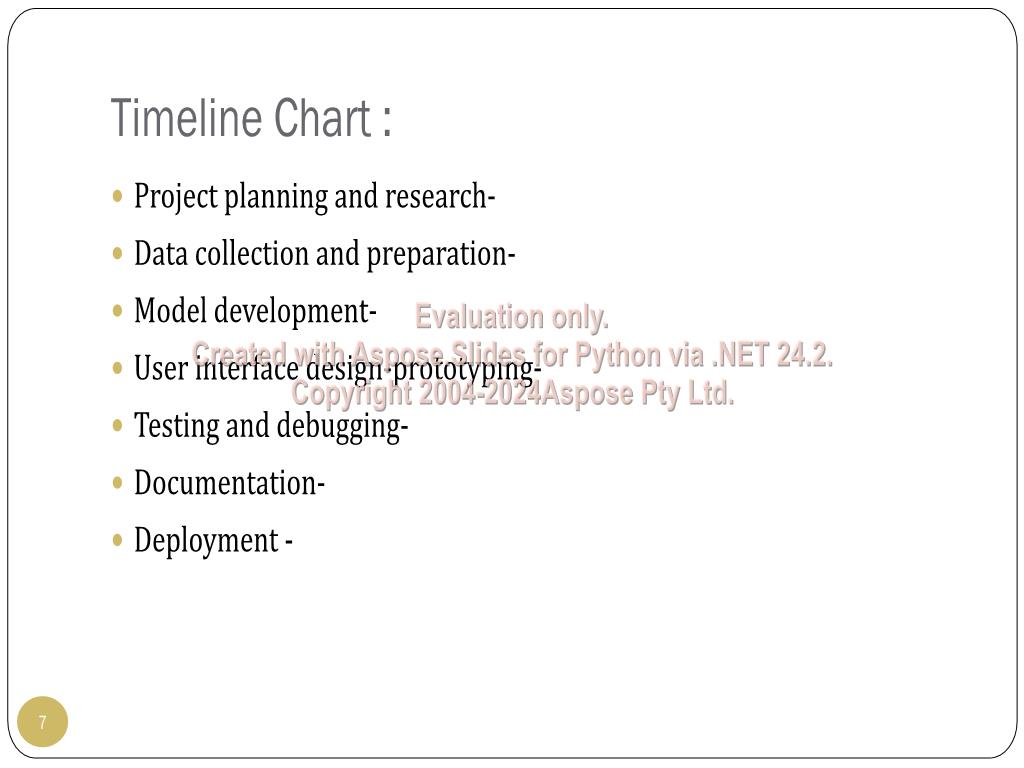 Timeline Chart :
• Project planning and research-
• Data collection and preparation-
• Model development-
Evaluation only.
Created with Aspose.Slides for Python via .NET 24.2.
• User interface design prototyping-
Copyright 2004-2024Aspose Pty Ltd.
• Testing and debugging-
• Documentation-
• Deployment -
7